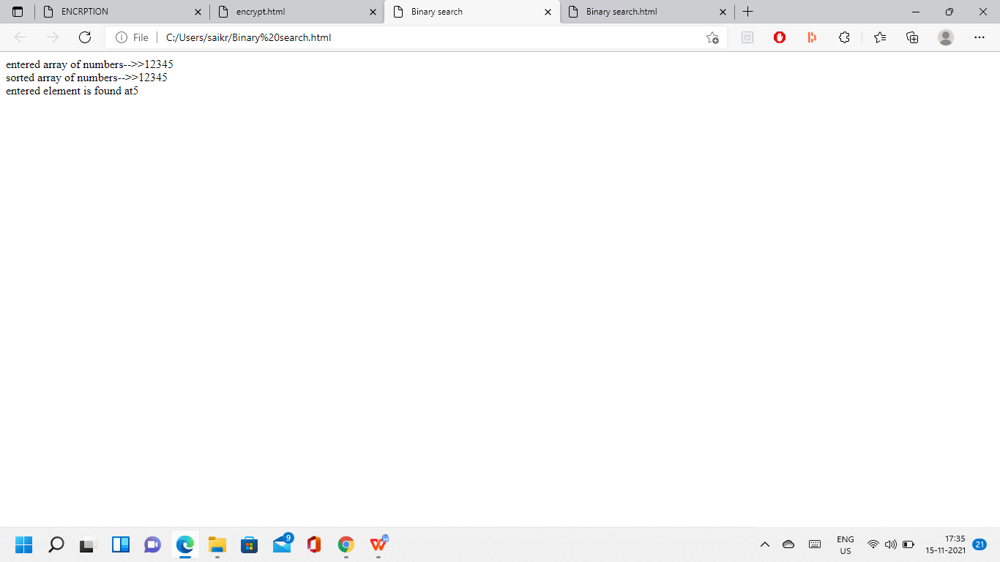 ENCRPTION
encrypt.html
Binary search
Binary search.html
File
C:/Users/saikr/Binary%20search.html
entered array of numbers-->>12345
sorted array of numbers-->>12345
entered element is found at5
9
ENG
US
17:35
15-11-2021
21